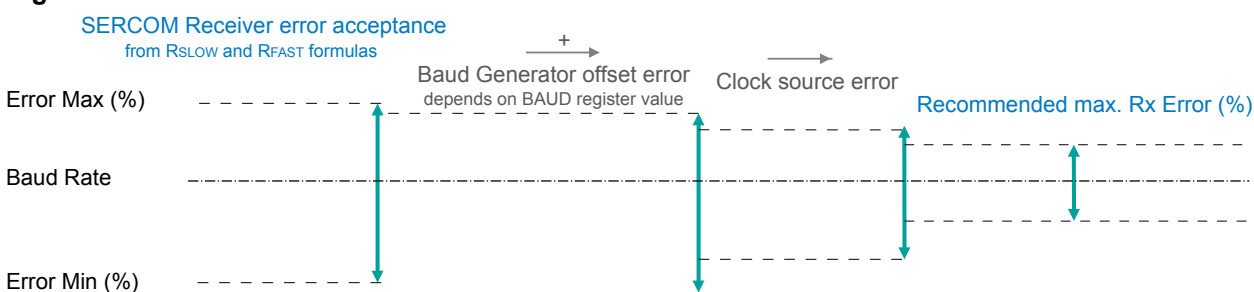 SERCOM Receiver error acceptance
from RSLOW and RFAST formulas
+
Baud Generator offset error
depends on BAUD register value
Clock source error
Recommended max. Rx Error (%)
Error Max (%)
Baud Rate
Error Min (%)